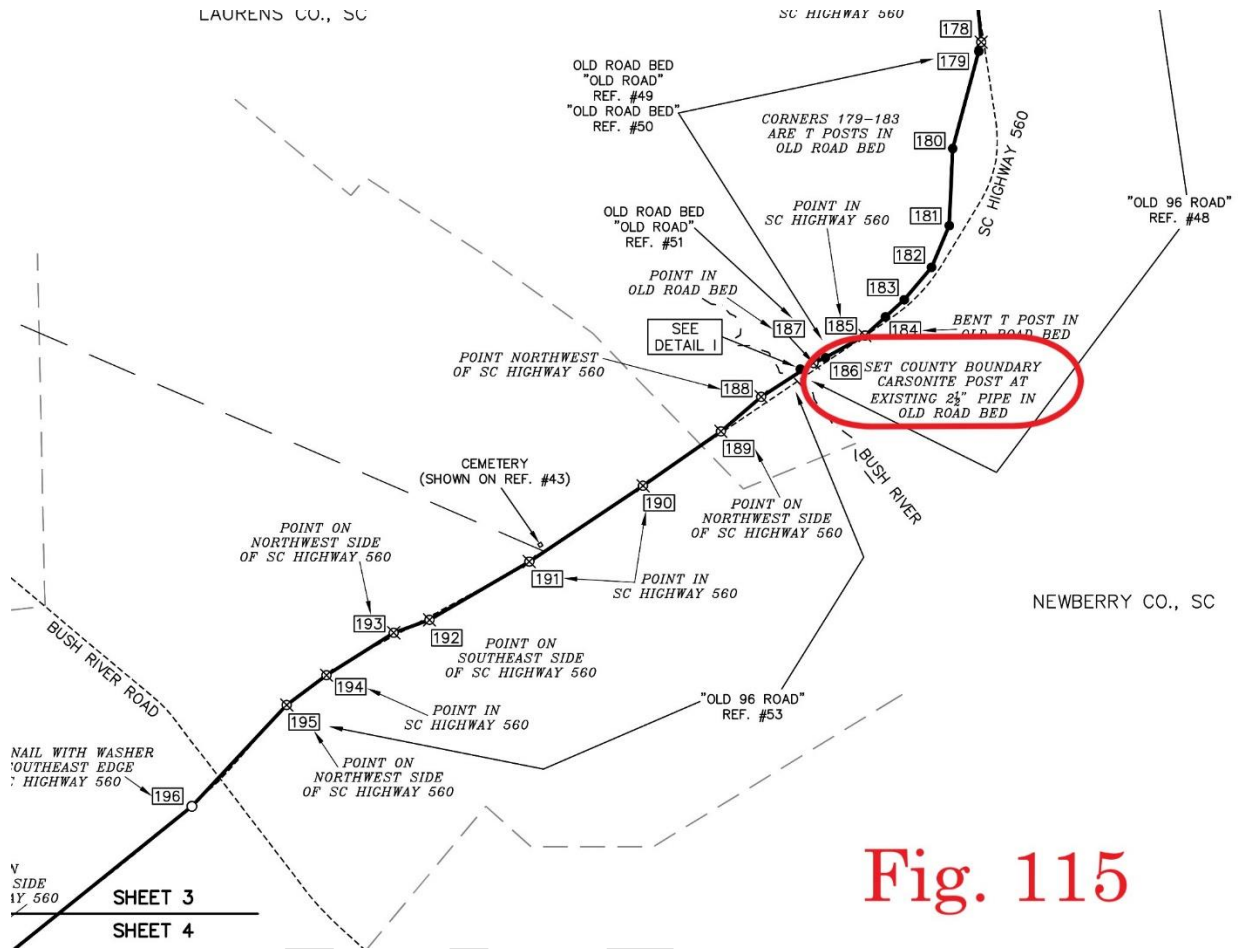 LAURENS CO., SC
SC HIGHWAY 560
178
179
OLD ROAD BED
"OLD ROAD"
REF. #49
"OLD ROAD BED"
REF. #50
CORNERS 179-183
ARE T POSTS IN
OLD ROAD BED
180
SC HIGHWAY 560
"OLD 96 ROAD"
REF. #48
POINT IN
SC HIGHWAY 560
181
OLD ROAD BED
"OLD ROAD"
REF. #51
182
POINT IN
OLD ROAD BED
183
187
185
184
BENT T POST IN
OLD ROAD BED
SEE
DETAIL 1
186
SET COUNTY BOUNDARY
CARSONITE POST AT
EXISTING 2½" PIPE IN
OLD ROAD BED
POINT NORTHWEST
OF SC HIGHWAY 560
188
189
BUSH RIVER
CEMETERY
(SHOWN ON REF. #43)
190
POINT ON
NORTHWEST SIDE
OF SC HIGHWAY 560
POINT ON
NORTHWEST SIDE
OF SC HIGHWAY 560
191
POINT IN
SC HIGHWAY 560
NEWBERRY CO., SC
193
192
POINT ON
SOUTHEAST SIDE
OF SC HIGHWAY 560
BUSH RIVER ROAD
194
POINT IN
SC HIGHWAY 560
"OLD 96 ROAD"
REF. #53
195
POINT ON
NORTHWEST SIDE
OF SC HIGHWAY 560
NAIL WITH WASHER
OUTHEAST EDGE
C HIGHWAY 560
196
SIDE
AY 560
SHEET 3
SHEET 4
Fig. 115